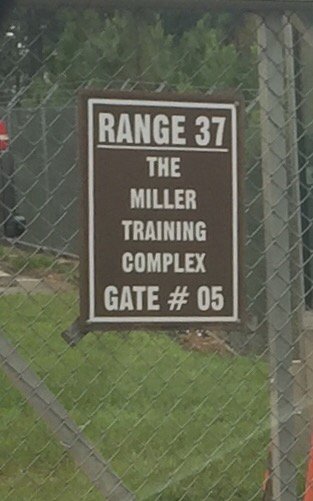 RANGE 37
THE
MILLER
TRAINING
COMPLEX
GATE # 05